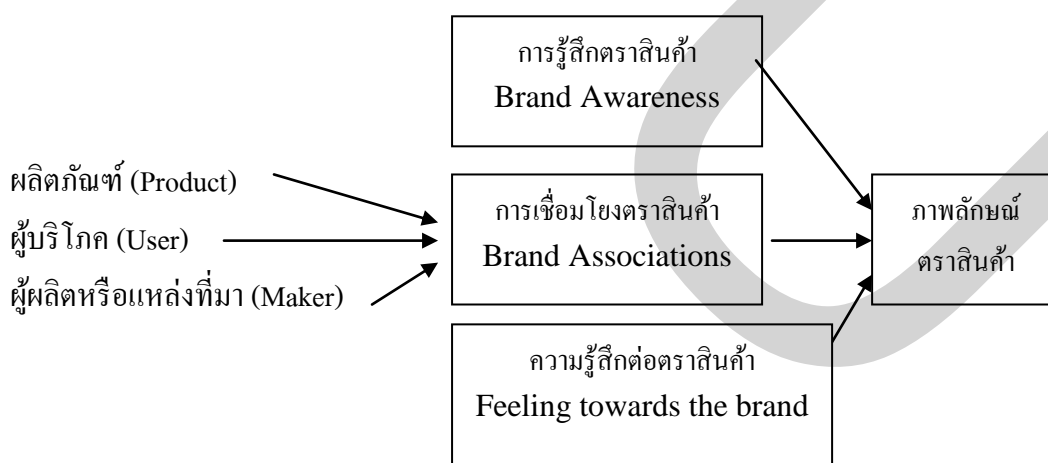 การรู้สึกตราสินค้า
Brand Awareness
ผลิตภัณฑ์ (Product)
ผู้บริโภค (User)
ผู้ผลิตหรือแหล่งที่มา (Maker)
การเชื่อมโยงตราสินค้า
Brand Associations
ภาพลักษณ์
ตราสินค้า
ความรู้สึกต่อตราสินค้า
Feeling towards the brand